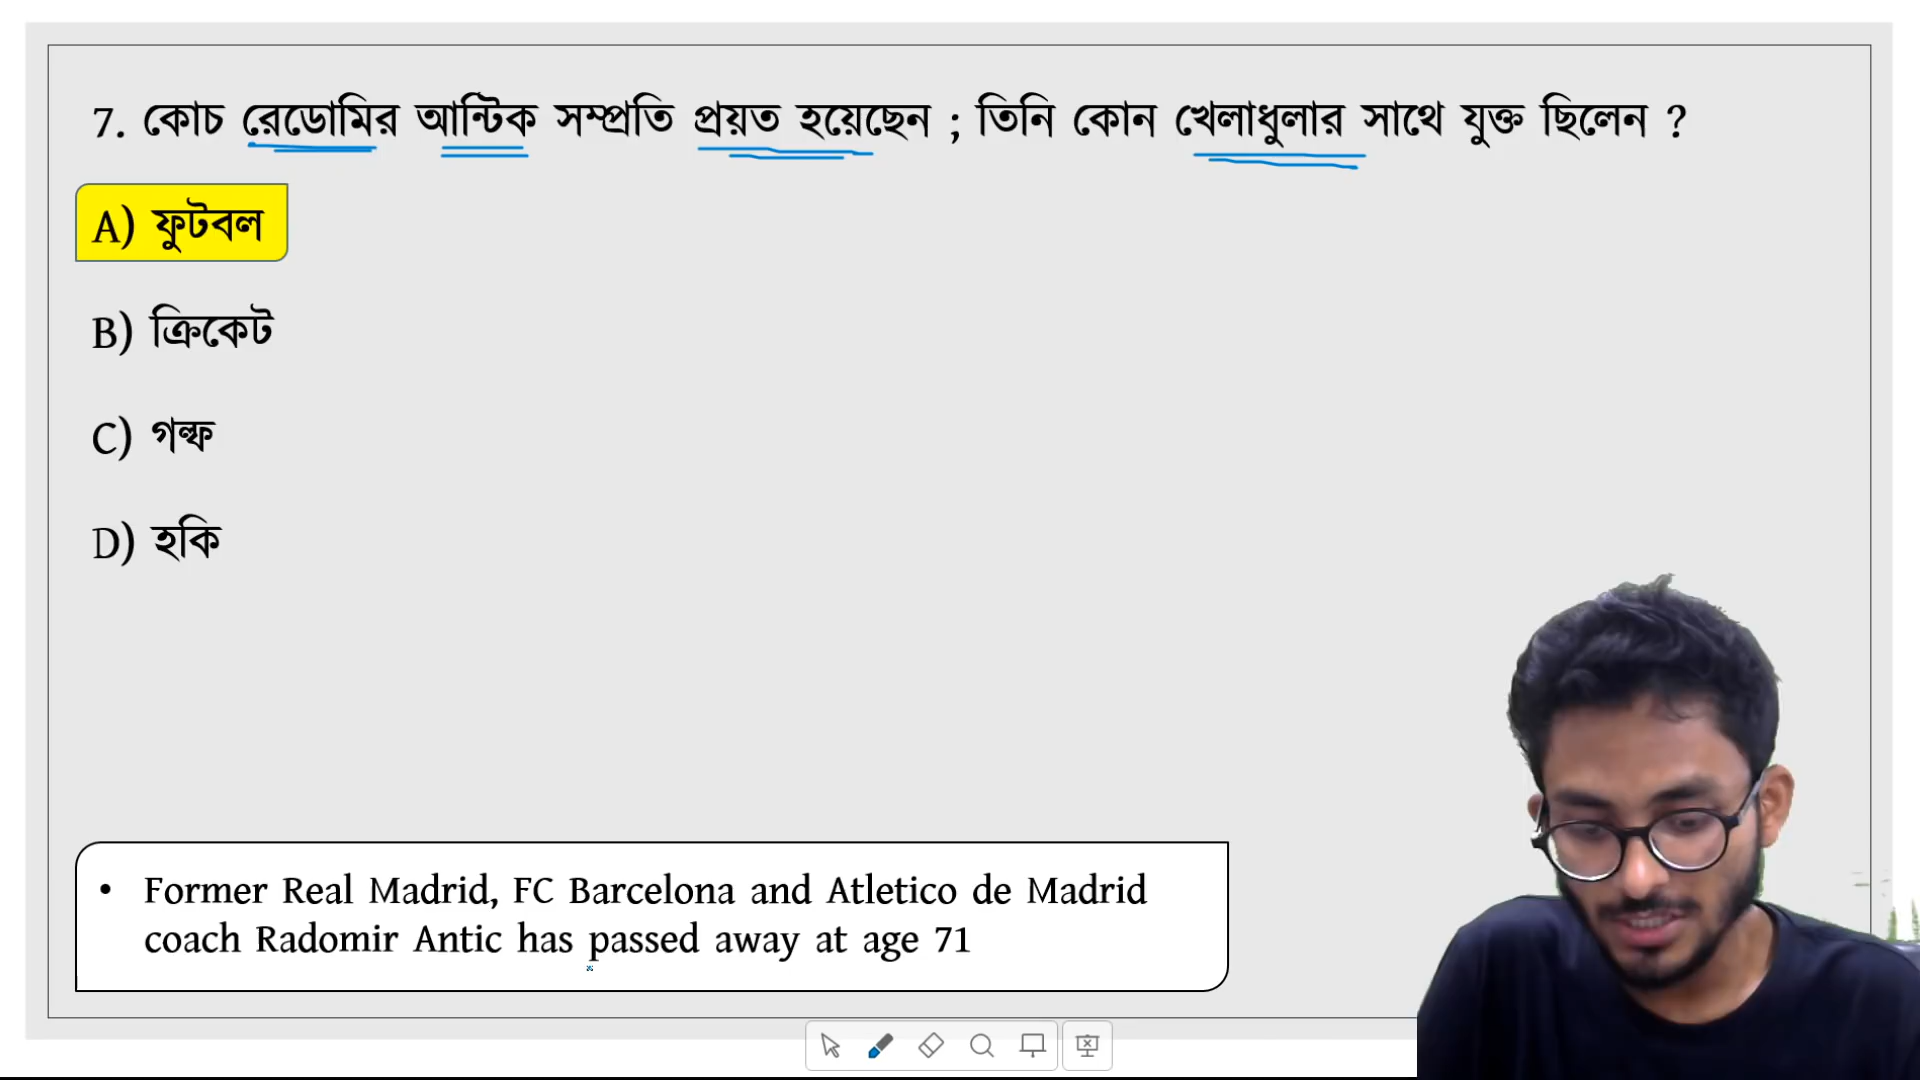 7. কোচ রেডোমির আন্টিক সম্প্রতি প্রয়ত হয়েছেন ; তিনি কোন খেলাধুলার সাথে যুক্ত ছিলেন ?
A) ফুটবল
B) ক্রিকেট
C) গল্ফ
D) হকি
• Former Real Madrid, FC Barcelona and Atletico de Madrid
coach Radomir Antic has passed away at age 71